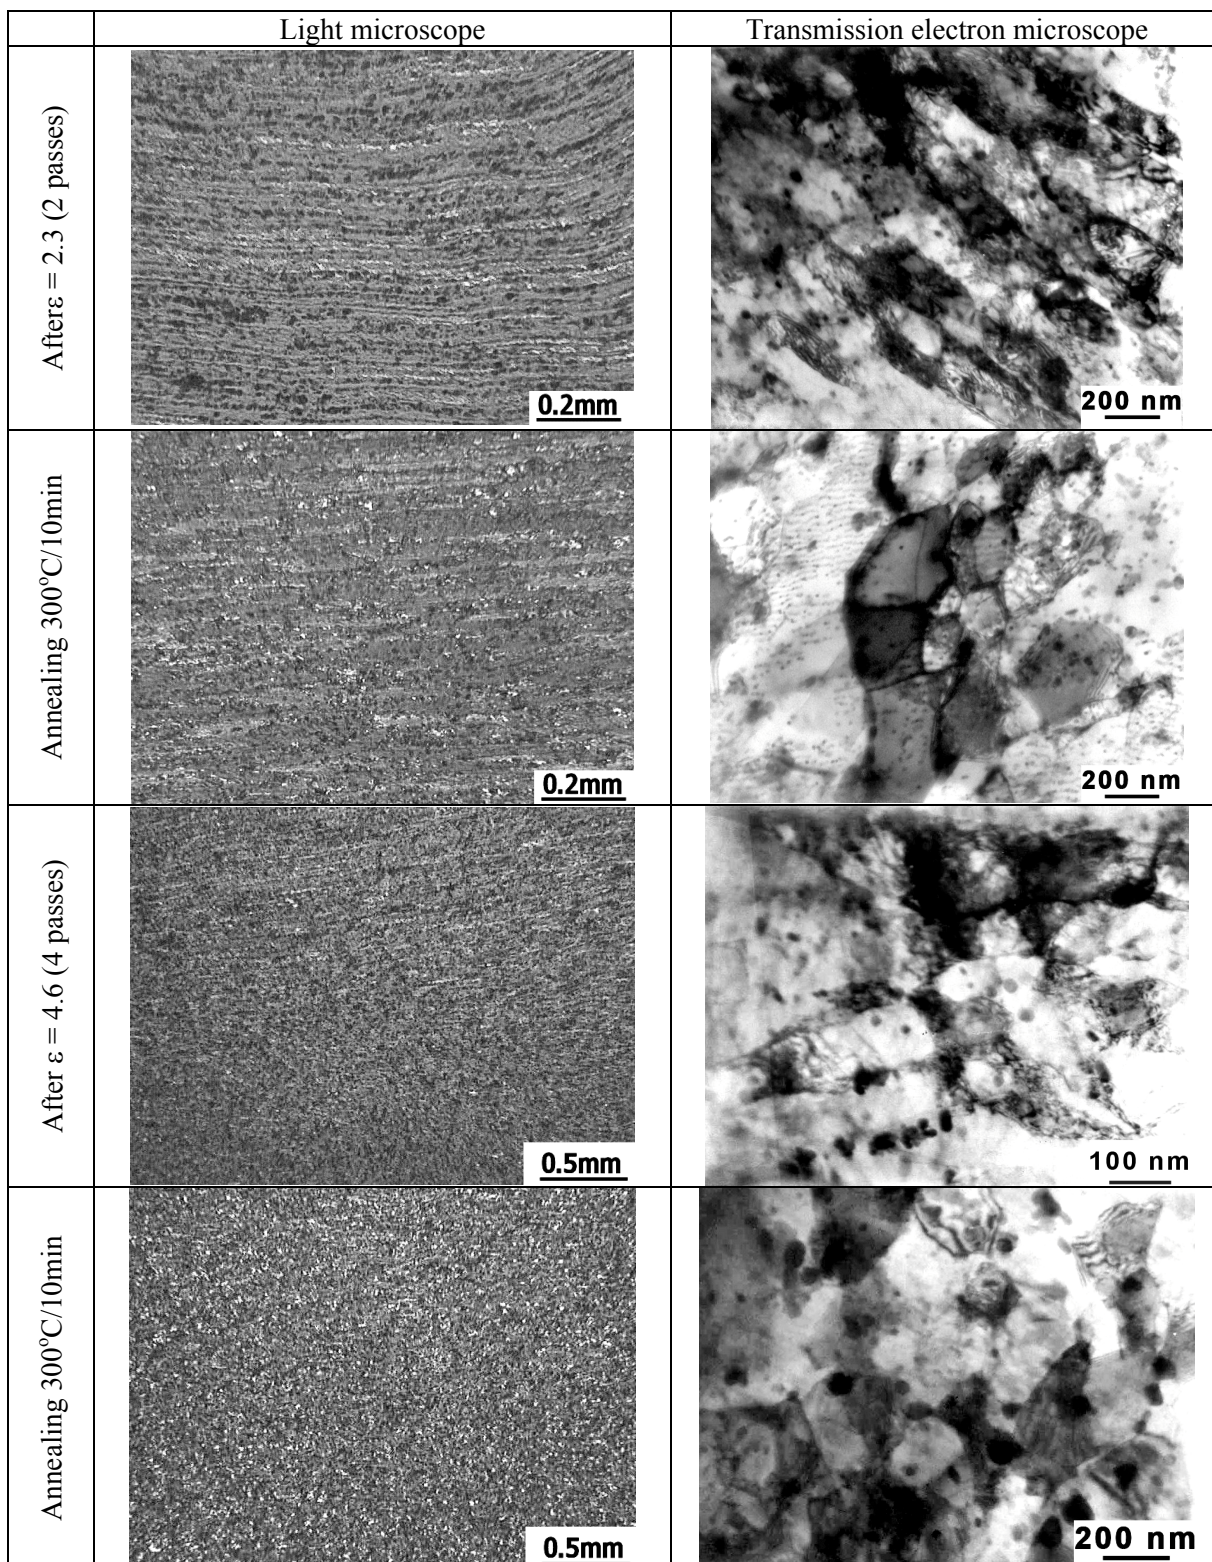 Light microscope
Transmission electron microscope
Afterε = 2.3 (2 passes)
0.2mm
200 nm
Annealing 300°C/10min
0.2mm
200 nm
After ε = 4.6 (4 passes)
0.5mm
100 nm
Annealing 300°C/10min
0.5mm
200 nm